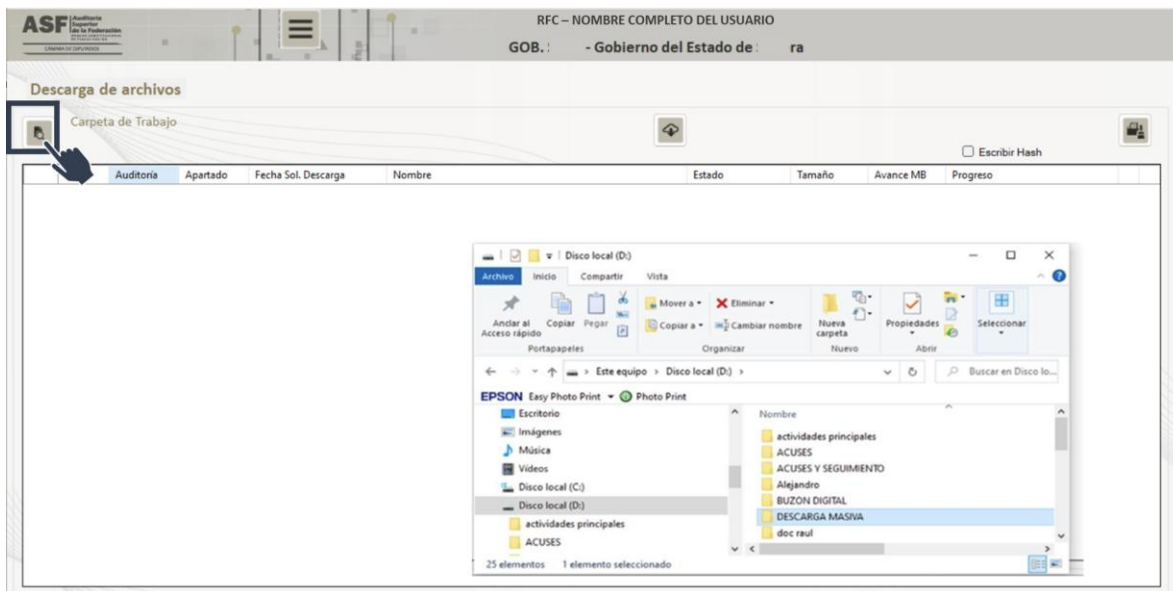 ASF Auditoría
Superior
de la Federación
CÁMARA DE DIPUTADOS
RFC – NOMBRE COMPLETO DEL USUARIO
GOB. - Gobierno del Estado de ra
Descarga de archivos
Carpeta de Trabajo
Escribir Hash
Auditoría Apartado Fecha Sol. Descarga Nombre Estado Tamaño Avance MB Progreso
Disco local (D:)
Archivo Inicio Compartir Vista
Anclar al
Acceso rápido
Copiar Pegar
Mover a
Copiar a
Eliminar
Cambiar nombre
Nueva
carpeta
Propiedades
Seleccionar
Portapapeles Organizar Nuevo Abrir
Este equipo > Disco local (D:) >
Buscar en Disco lo...
EPSON Easy Photo Print Photo Print
Escritorio
Imágenes
Música
Vídeos
Disco local (C:)
Disco local (D:)
actividades principales
ACUSES
Nombre
actividades principales
ACUSES
ACUSES Y SEGUIMIENTO
Alejandro
BUZON DIGITAL
DESCARGA MASIVA
doc raul
25 elementos 1 elemento seleccionado